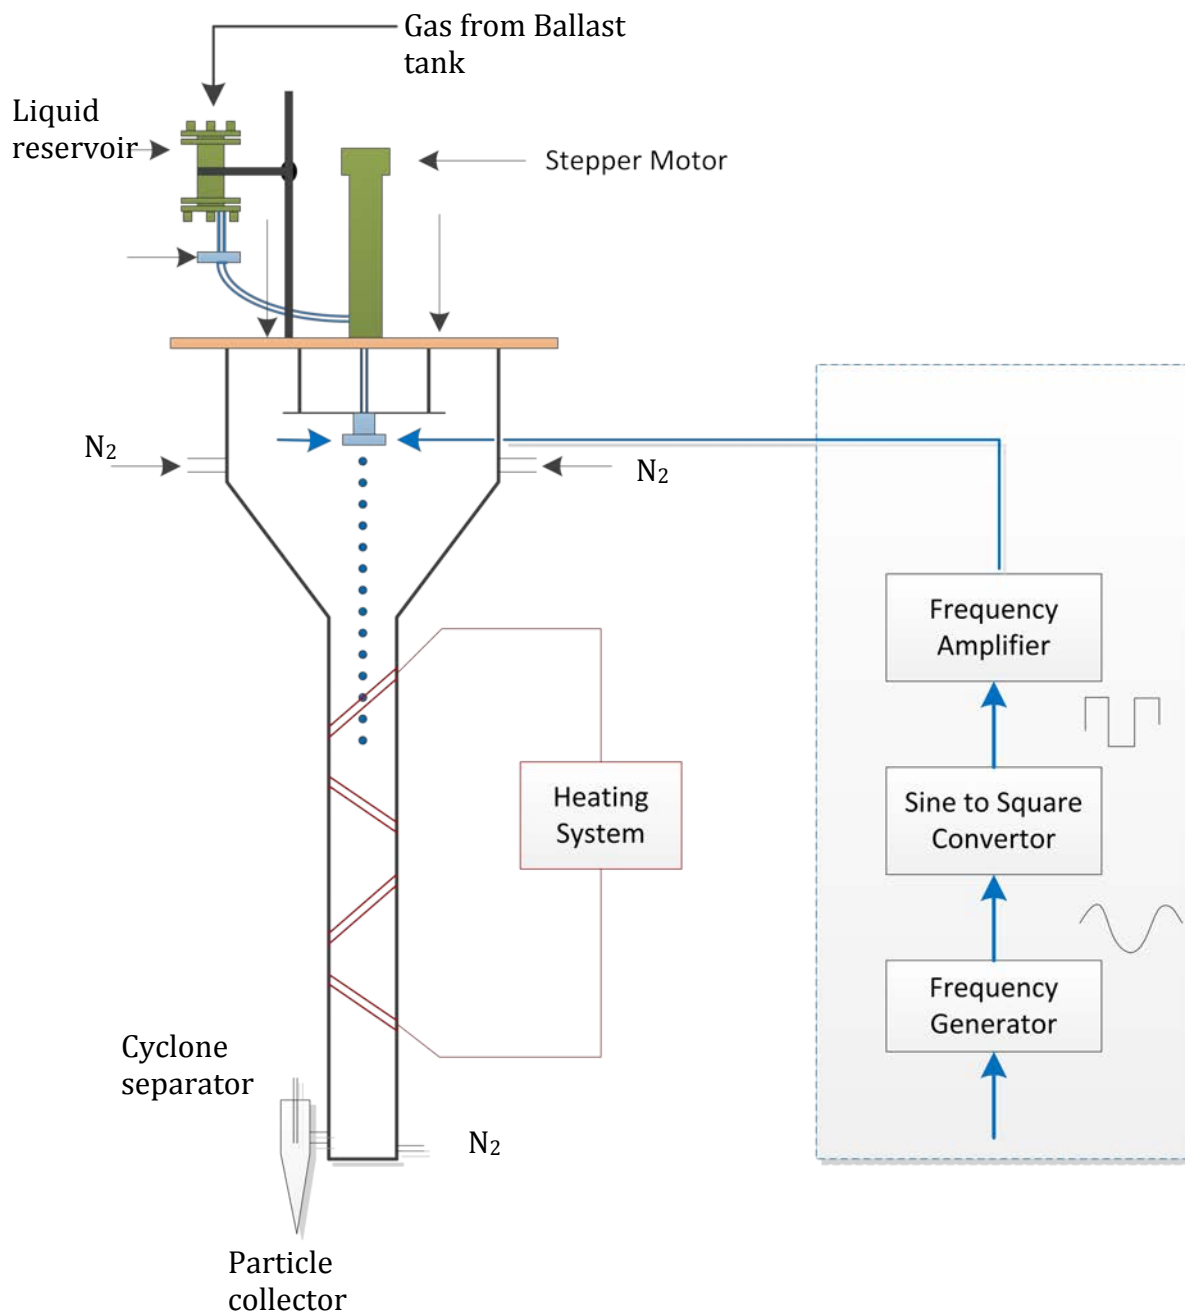 Gas from Ballast
tank
Liquid
reservoir
Stepper Motor
N₂
N₂
Frequency
Amplifier
Heating
System
Sine to Square
Convertor
Frequency
Generator
Cyclone
separator
N₂
Particle
collector